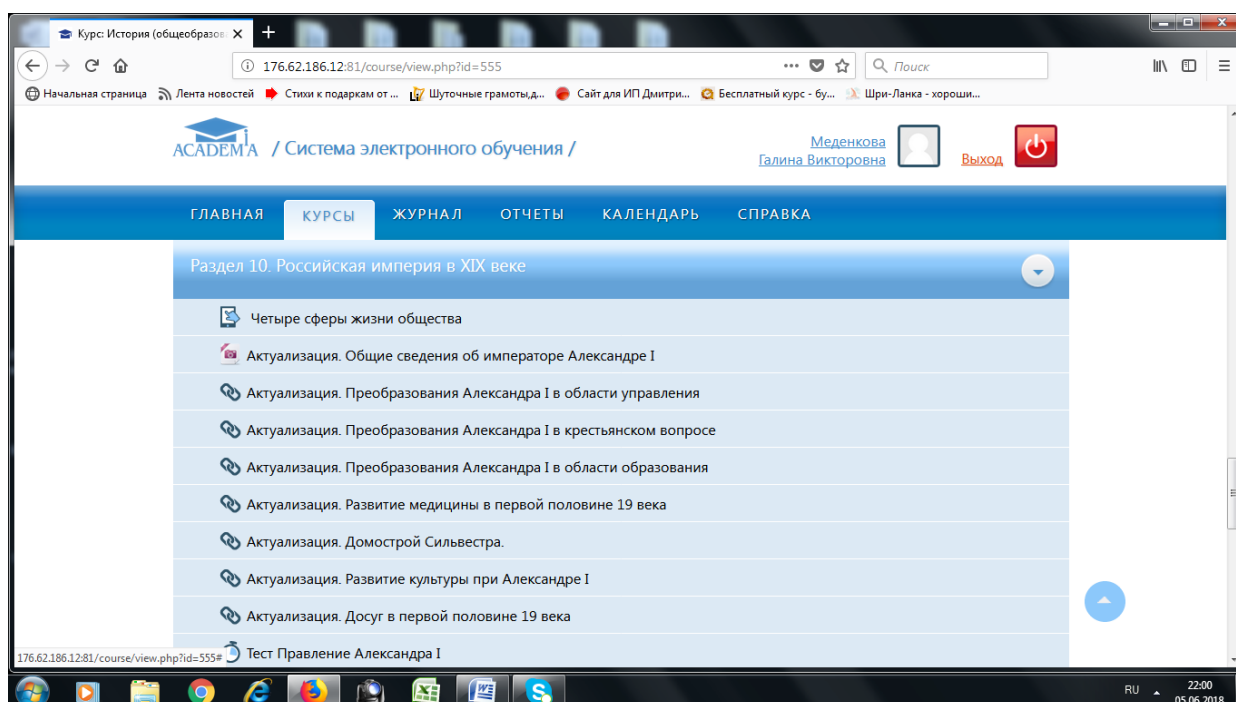 Курс: История (общеобразов
176.62.186.12:81/course/view.php?id=555
Поиск
Начальная страница
Лента новостей
Стихи к подаркам от ...
Шуточные грамоты,д...
Сайт для ИП Дмитри...
Бесплатный курс - бу...
Шри-Ланка - хороши...
ACADEMIA / Система электронного обучения /
Меденкова
Галина Викторовна
Выход
ГЛАВНАЯ
КУРСЫ
ЖУРНАЛ
ОТЧЕТЫ
КАЛЕНДАРЬ
СПРАВКА
Раздел 10. Российская империя в XIX веке
Четыре сферы жизни общества
Актуализация. Общие сведения об императоре Александре I
Актуализация. Преобразования Александра I в области управления
Актуализация. Преобразования Александра I в крестьянском вопросе
Актуализация. Преобразования Александра I в области образования
Актуализация. Развитие медицины в первой половине 19 века
Актуализация. Домострой Сильвестра.
Актуализация. Развитие культуры при Александре I
Актуализация. Досуг в первой половине 19 века
Тест Правление Александра I
176.62.186.12:81/course/view.php?id=555#
RU
22:00
05.06.2018